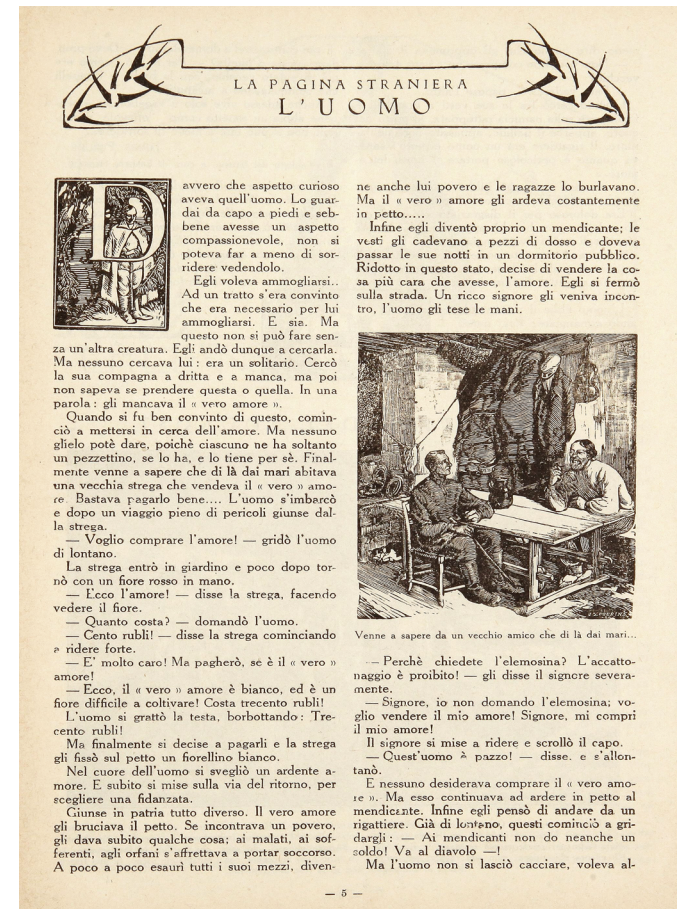 LA PAGINA STRANIERA
L'UOMO
Davvero che aspetto curioso
aveva quell'uomo. Lo guar-
dai da capo a piedi e seb-
bene avesse un aspetto
compassionevole, non si
poteva far a meno di sor-
ridere vedendolo.
Egli voleva ammogliarsi..
Ad un tratto s'era convinto
che era necessario per lui
ammogliarsi. E sia. Ma
questo non si può fare sen-
za un'altra creatura. Egli andò dunque a cercarla.
Ma nessuno cercava lui : era un solitario. Cercò
la sua compagna a dritta e a manca, ma poi
non sapeva se prendere questa o quella. In una
parola : gli mancava il « vero amore ».
Quando si fu ben convinto di questo, comin-
ciò a mettersi in cerca dell'amore. Ma nessuno
glielo potè dare, poichè ciascuno ne ha soltanto
un pezzettino, se lo ha, e lo tiene per sè. Final-
mente venne a sapere che di là dai mari abitava
una vecchia strega che vendeva il « vero » amo-
re. Bastava pagarlo bene.... L'uomo s'imbarcò
e dopo un viaggio pieno di pericoli giunse dal-
la strega.
— Voglio comprare l'amore! — gridò l'uomo
di lontano.
La strega entrò in giardino e poco dopo tor-
nò con un fiore rosso in mano.
— Ecco l'amore! — disse la strega, facendo
vedere il fiore.
— Quanto costa? — domandò l'uomo.
— Cento rubli! — disse la strega cominciando
a ridere forte.
— E' molto caro! Ma pagherò, se è il « vero »
amore!
— Ecco, il « vero » amore è bianco, ed è un
fiore difficile a coltivare! Costa trecento rubli!
L'uomo si grattò la testa, borbottando : Tre-
cento rubli!
Ma finalmente si decise a pagarli e la strega
gli fissò sul petto un fiorellino bianco.
Nel cuore dell'uomo si svegliò un ardente a-
more. E subito si mise sulla via del ritorno, per
scegliere una fidanzata.
Giunse in patria tutto diverso. Il vero amore
gli bruciava il petto. Se incontrava un povero,
gli dava subito qualche cosa; ai malati, ai sof-
ferenti, agli orfani s'affrettava a portar soccorso.
A poco a poco esaurì tutti i suoi mezzi, diven-
ne anche lui povero e le ragazze lo burlavano.
Ma il « vero » amore gli ardeva costantemente
in petto.....
Infine egli diventò proprio un mendicante; le
vesti gli cadevano a pezzi di dosso e doveva
passar le sue notti in un dormitorio pubblico.
Ridotto in questo stato, decise di vendere la co-
sa più cara che avesse, l'amore. Egli si fermò
sulla strada. Un ricco signore gli veniva incon-
tro, l'uomo gli tese le mani.
Venne a sapere da un vecchio amico che di là dai mari...
— Perchè chiedete l'elemosina? L'accatto-
naggio è proibito! — gli disse il signore severa-
mente.
— Signore, io non domando l'elemosina; vo-
glio vendere il mio amore! Signore, mi compri
il mio amore!
Il signore si mise a ridere e scrollò il capo.
— Quest'uomo è pazzo! — disse. e s'allon-
tanò.
E nessuno desiderava comprare il « vero amo-
re ». Ma esso continuava ad ardere in petto al
mendicante. Infine egli pensò di andare da un
rigattiere. Già di lontano, questi cominciò a gri-
dargli : — Ai mendicanti non do neanche un
soldo! Va al diavolo —!
Ma l'uomo non si lasciò cacciare, voleva al-
— 5 —